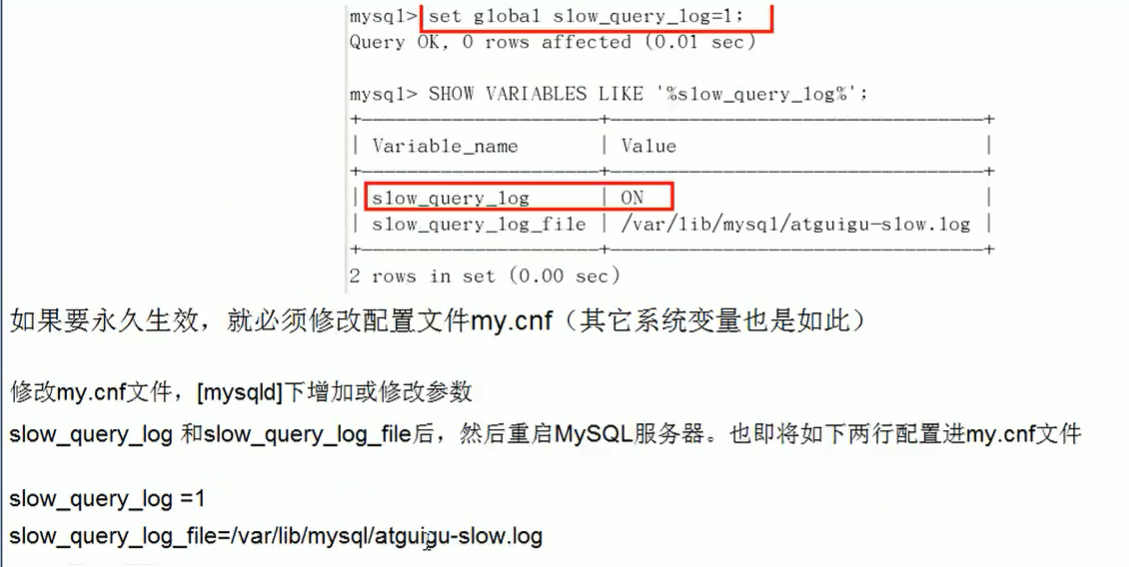 mysql> set global slow_query_log=1;
Query OK, 0 rows affected (0.01 sec)
mysql> SHOW VARIABLES LIKE '%slow_query_log%';
+---------------------+--------------------------------+
| Variable_name | Value |
+---------------------+--------------------------------+
| slow_query_log | ON |
| slow_query_log_file | /var/lib/mysql/atguigu-slow.log |
+---------------------+--------------------------------+
2 rows in set (0.00 sec)
如果要永久生效，就必须修改配置文件my.cnf（其它系统变量也是如此）
修改my.cnf文件，[mysqld]下增加或修改参数
slow_query_log 和slow_query_log_file后，然后重启MySQL服务器。也即将如下两行配置进my.cnf文件
slow_query_log =1
slow_query_log_file=/var/lib/mysql/atguigu-slow.log